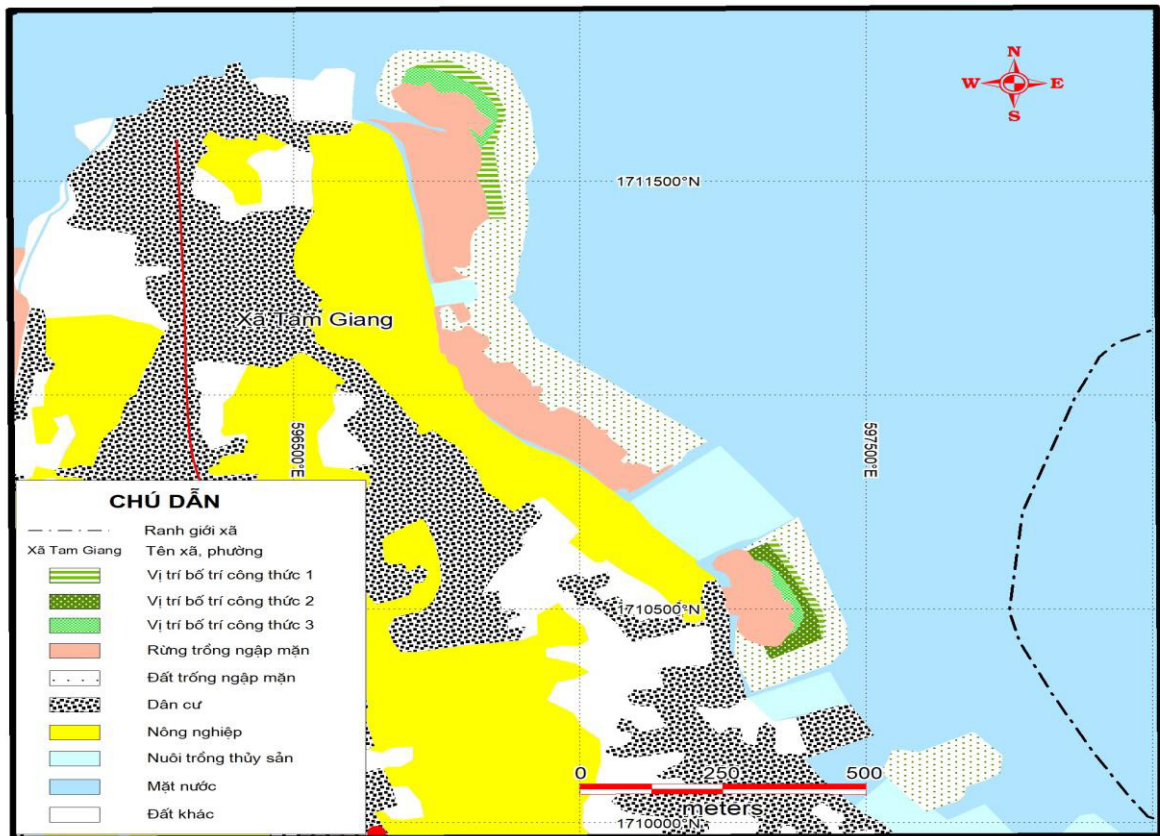 N
W E
S
1711500°N
Xã Tam Giang
596500°E
597500°E
CHÚ DẪN
Ranh giới xã
Xã Tam Giang Tên xã, phường
Vị trí bố trí công thức 1
Vị trí bố trí công thức 2
Vị trí bố trí công thức 3
Rừng trồng ngập mặn
Đất trống ngập mặn
Dân cư
Nông nghiệp
Nuôi trồng thủy sản
Mặt nước
Đất khác
1710500°N
0 250 500
meters
1710000°N